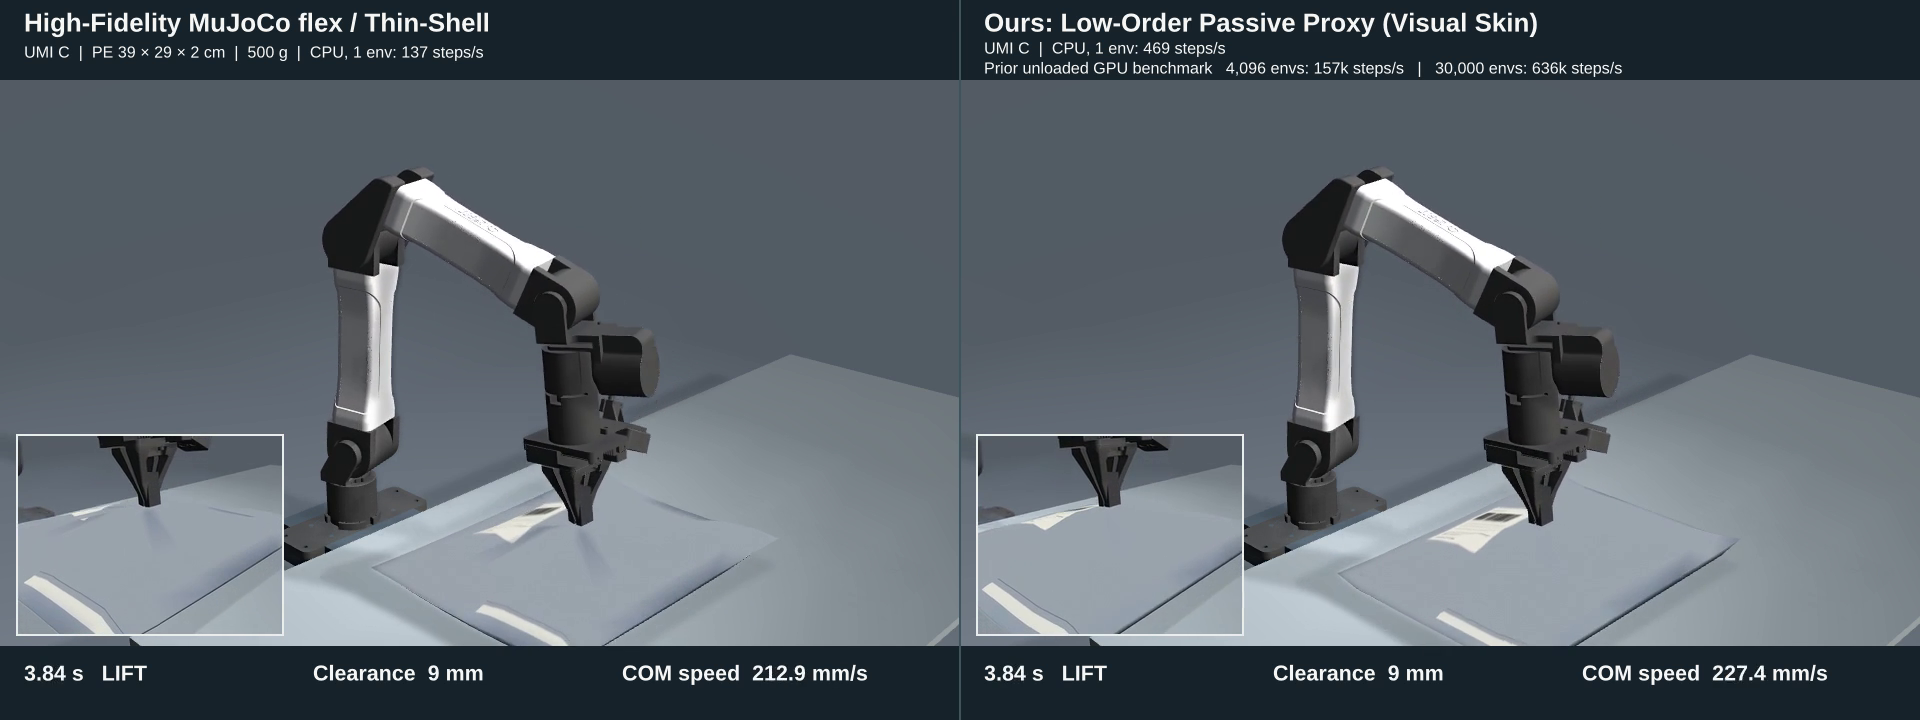 High-Fidelity MuJoCo flex / Thin-Shell
UMI C | PE 39 × 29 × 2 cm | 500 g | CPU, 1 env: 137 steps/s
Ours: Low-Order Passive Proxy (Visual Skin)
UMI C | CPU, 1 env: 469 steps/s
Prior unloaded GPU benchmark 4,096 envs: 157k steps/s | 30,000 envs: 636k steps/s
3.84 s LIFT Clearance 9 mm COM speed 212.9 mm/s
3.84 s LIFT Clearance 9 mm COM speed 227.4 mm/s